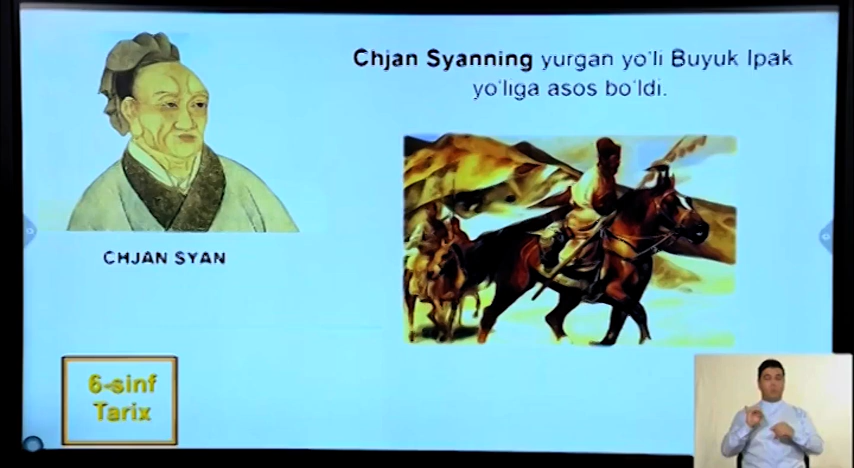 Chjan Syanning yurgan yo'li Buyuk Ipak
yo'liga asos bo'ldi.
CHJAN SYAN
6-sinf
Tarix